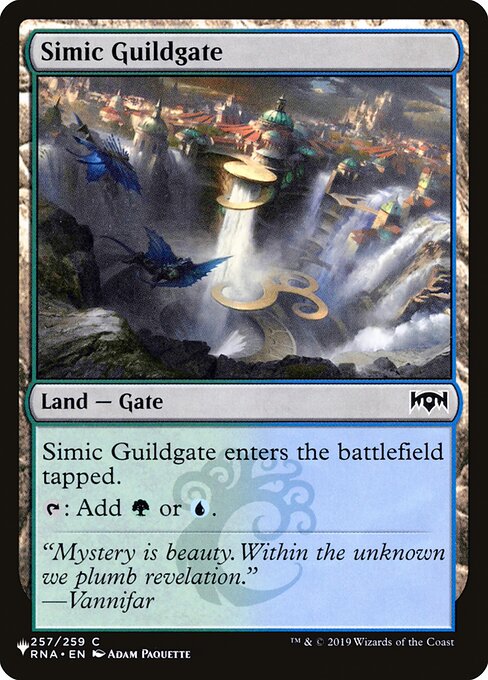 Simic Guildgate
Land — Gate
Simic Guildgate enters the battlefield
tapped.
: Add or .
“Mystery is beauty. Within the unknown
we plumb revelation.”
—Vannifar
257/259 C
RNA • EN Adam Paquette
™ & © 2019 Wizards of the Coast